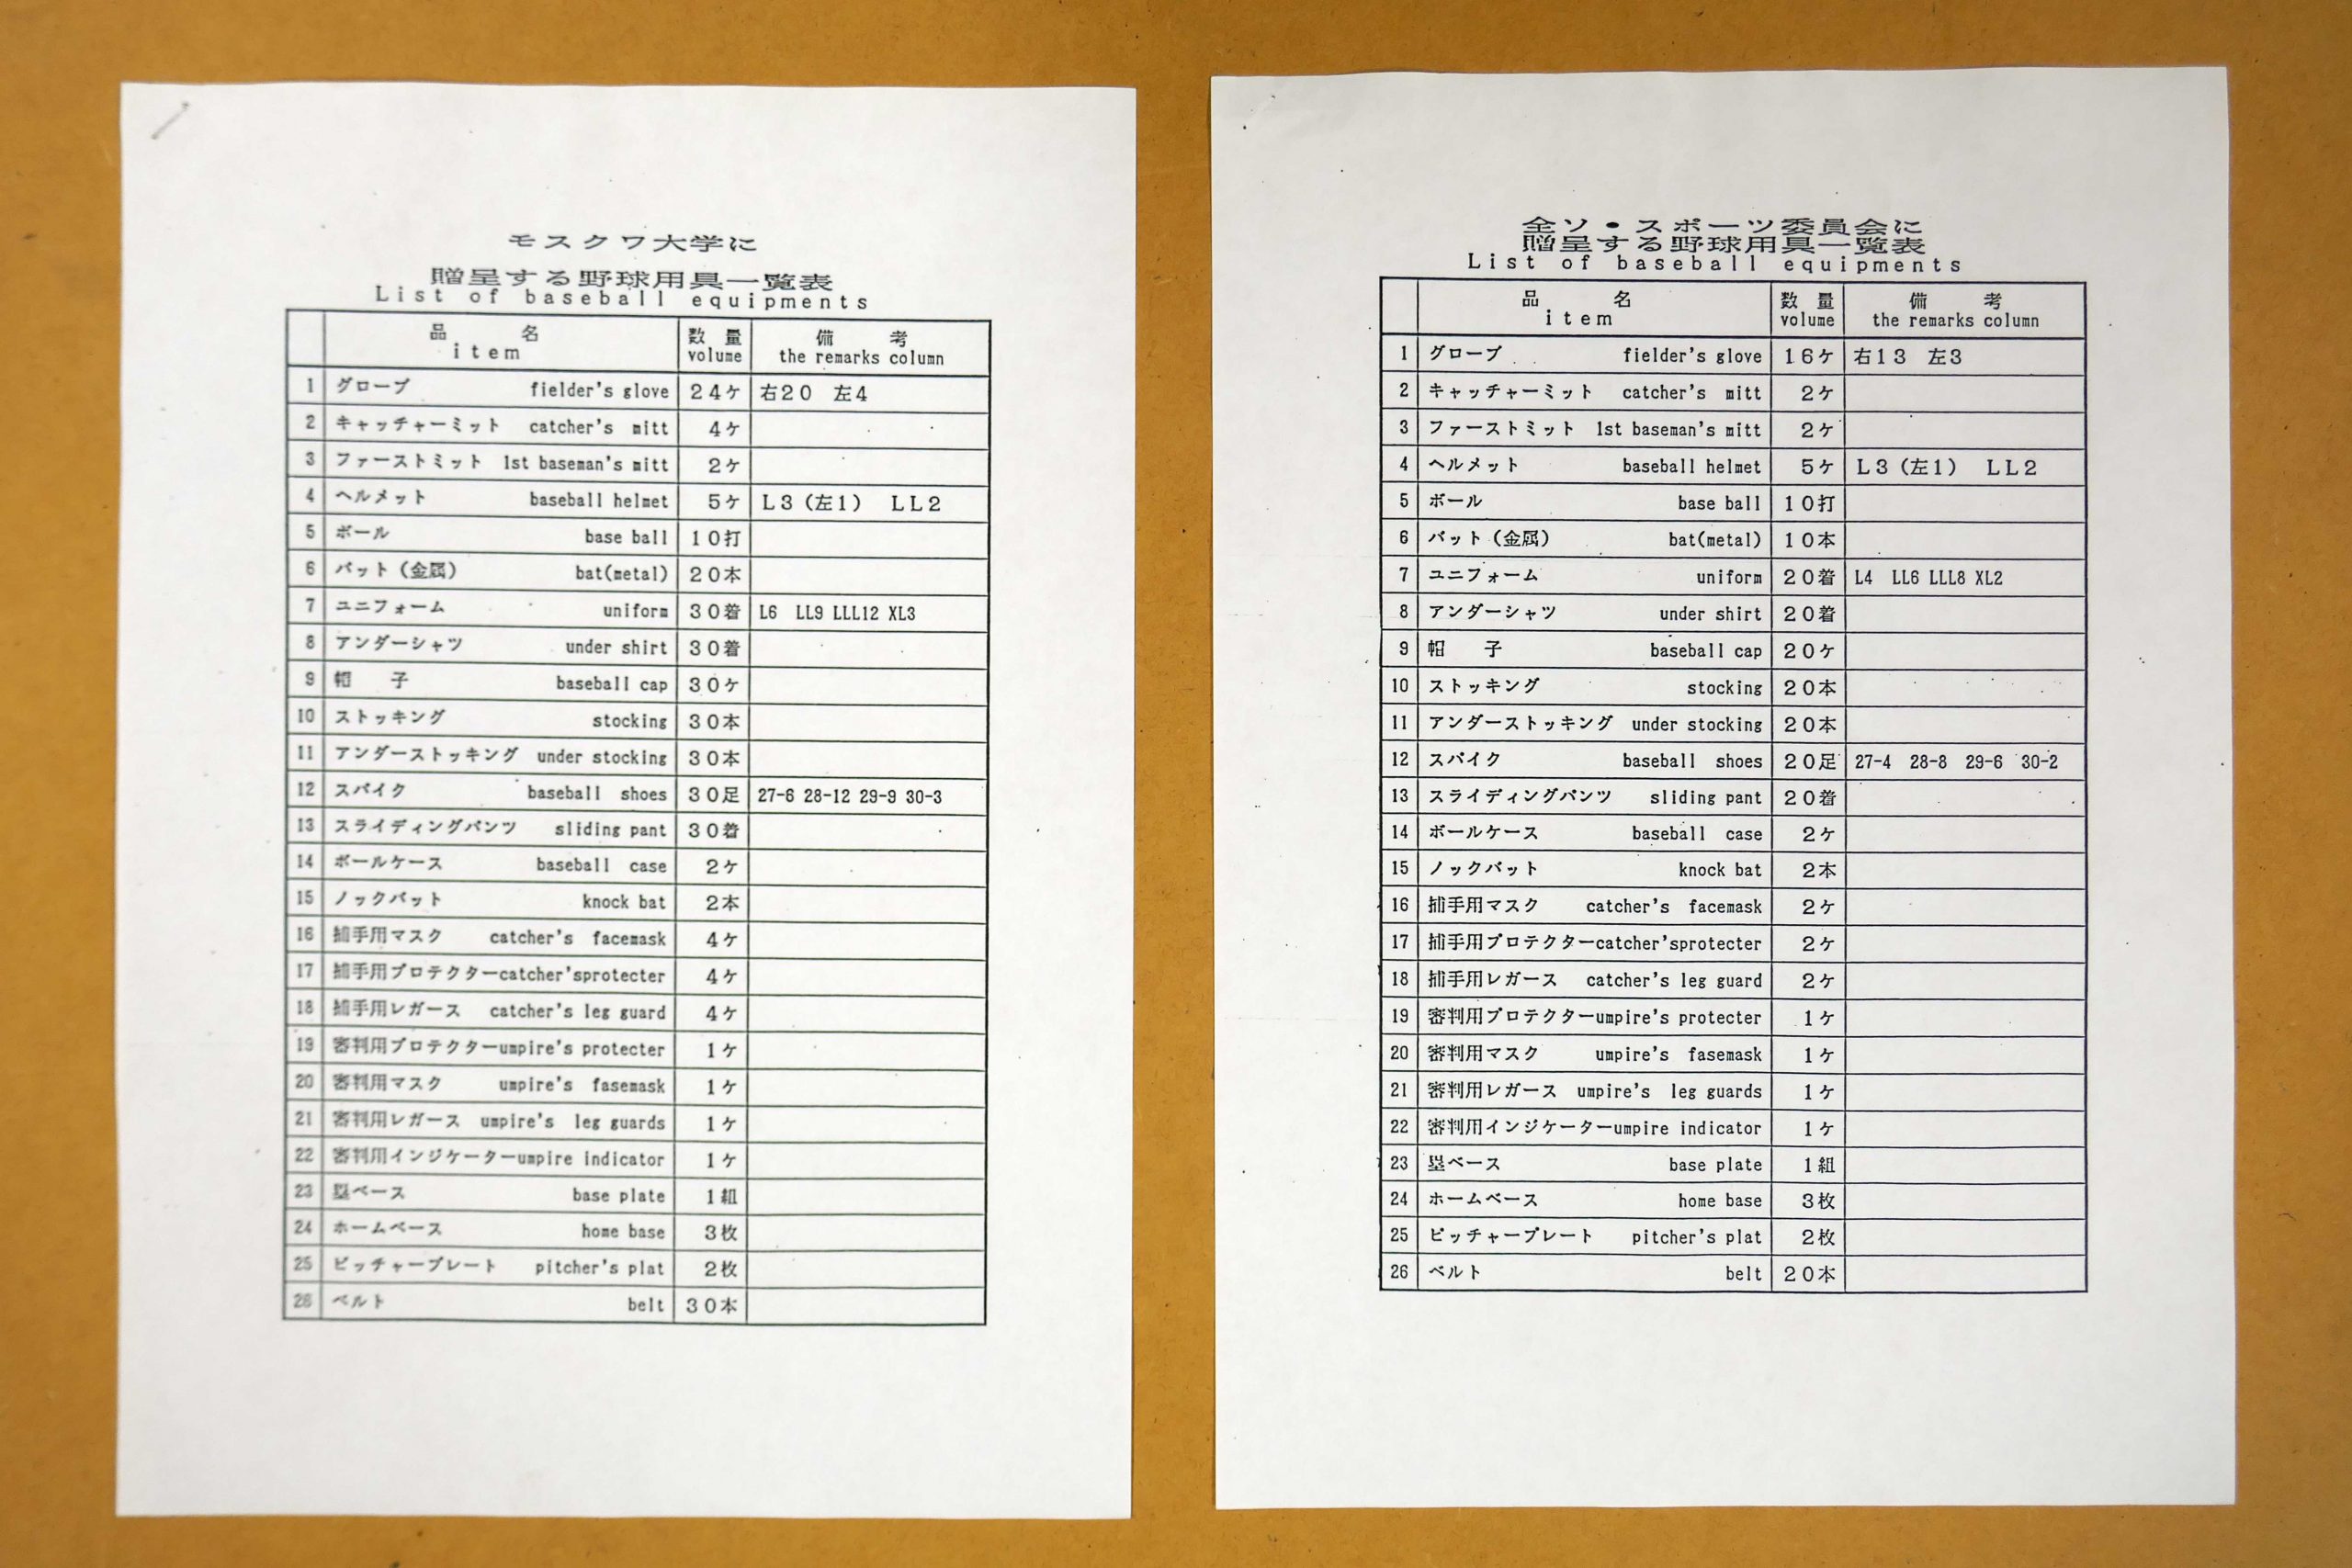 モスクワ大学に
贈呈する野球用具一覧表
List of baseball equipments
品 名 数量 備 考
item volume the remarks column
1 グローブ fielder's glove 24ケ 右20 左4
2 キャッチャーミット catcher's mitt 4ケ
3 ファーストミット 1st baseman's mitt 2ケ
4 ヘルメット baseball helmet 5ケ L3(左1) LL2
5 ボール base ball 10打
6 バット(金属) bat(metal) 20本
7 ユニフォーム uniform 30着 L6 LL9 LLL12 XL3
8 アンダーシャツ under shirt 30着
9 帽 子 baseball cap 30ケ
10 ストッキング stocking 30本
11 アンダーストッキング under stocking 30本
12 スパイク baseball shoes 30足 27-6 28-12 29-9 30-3
13 スライディングパンツ sliding pant 30着
14 ボールケース baseball case 2ケ
15 ノックバット knock bat 2本
16 捕手用マスク catcher's facemask 4ケ
17 捕手用プロテクターcatcher'sprotecter 4ケ
18 捕手用レガース catcher's leg guard 4ケ
19 審判用プロテクターumpire's protecter 1ケ
20 審判用マスク umpire's fasemask 1ケ
21 審判用レガース umpire's leg guards 1ケ
22 審判用インジケーターumpire indicator 1ケ
23 塁ベース base plate 1組
24 ホームベース home base 3枚
25 ピッチャープレート pitcher's plat 2枚
26 ベルト belt 30本
全ソ・スポーツ委員会に
贈呈する野球用具一覧表
List of baseball equipments
品 名 数量 備 考
item volume the remarks column
1 グローブ fielder's glove 16ケ 右13 左3
2 キャッチャーミット catcher's mitt 2ケ
3 ファーストミット 1st baseman's mitt 2ケ
4 ヘルメット baseball helmet 5ケ L3(左1) LL2
5 ボール base ball 10打
6 バット(金属) bat(metal) 10本
7 ユニフォーム uniform 20着 L4 LL6 LLL8 XL2
8 アンダーシャツ under shirt 20着
9 帽 子 baseball cap 20ケ
10 ストッキング stocking 20本
11 アンダーストッキング under stocking 20本
12 スパイク baseball shoes 20足 27-4 28-8 29-6 30-2
13 スライディングパンツ sliding pant 20着
14 ボールケース baseball case 2ケ
15 ノックバット knock bat 2本
16 捕手用マスク catcher's facemask 2ケ
17 捕手用プロテクターcatcher'sprotecter 2ケ
18 捕手用レガース catcher's leg guard 2ケ
19 審判用プロテクターumpire's protecter 1ケ
20 審判用マスク umpire's fasemask 1ケ
21 審判用レガース umpire's leg guards 1ケ
22 審判用インジケーターumpire indicator 1ケ
23 塁ベース base plate 1組
24 ホームベース home base 3枚
25 ピッチャープレート pitcher's plat 2枚
26 ベルト belt 20本